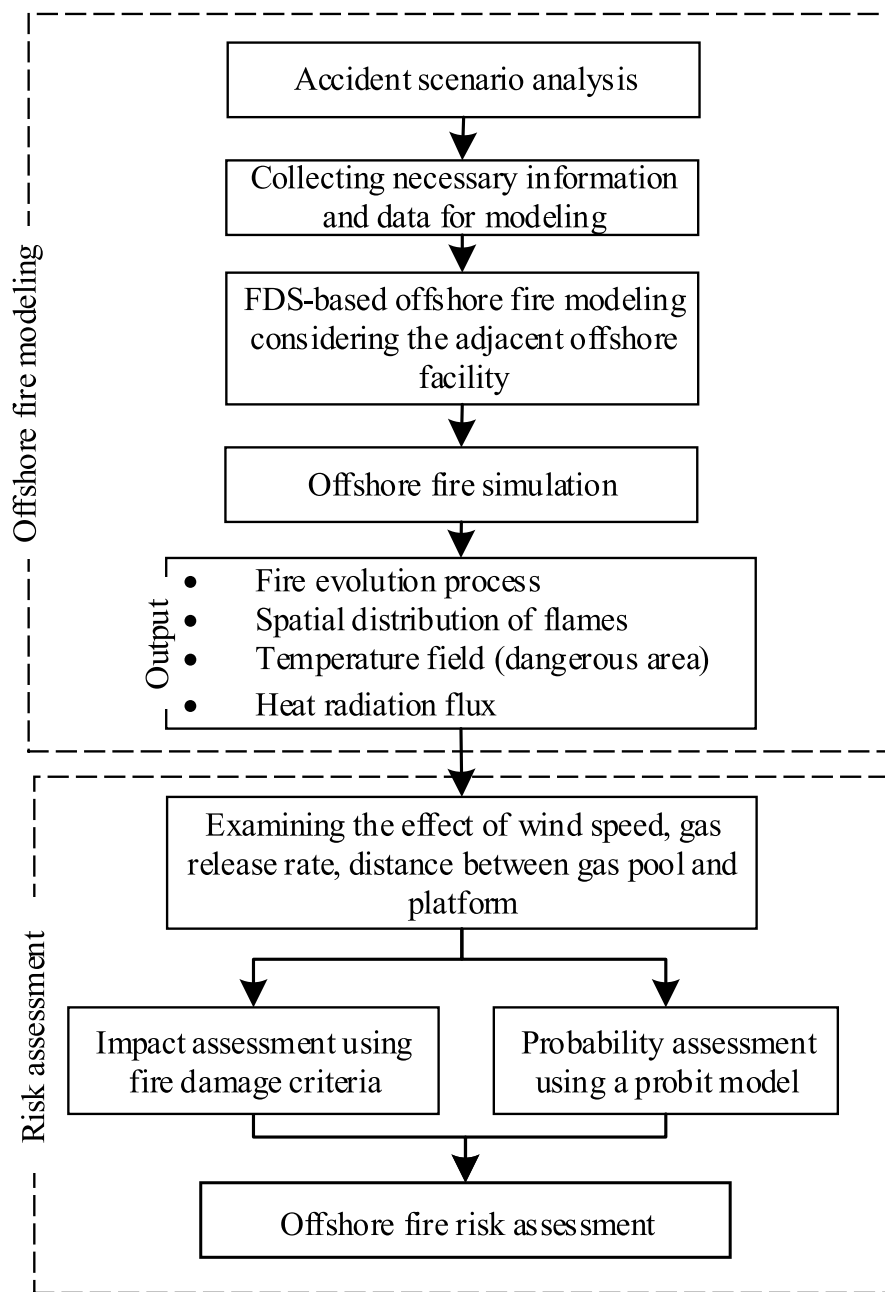 Accident scenario analysis
Collecting necessary information
and data for modeling
FDS-based offshore fire modeling
considering the adjacent offshore
facility
Offshore fire simulation
Output
• Fire evolution process
• Spatial distribution of flames
• Temperature field (dangerous area)
• Heat radiation flux
Offshore fire modeling
Examining the effect of wind speed, gas
release rate, distance between gas pool and
platform
Impact assessment using
fire damage criteria
Probability assessment
using a probit model
Offshore fire risk assessment
Risk assessment